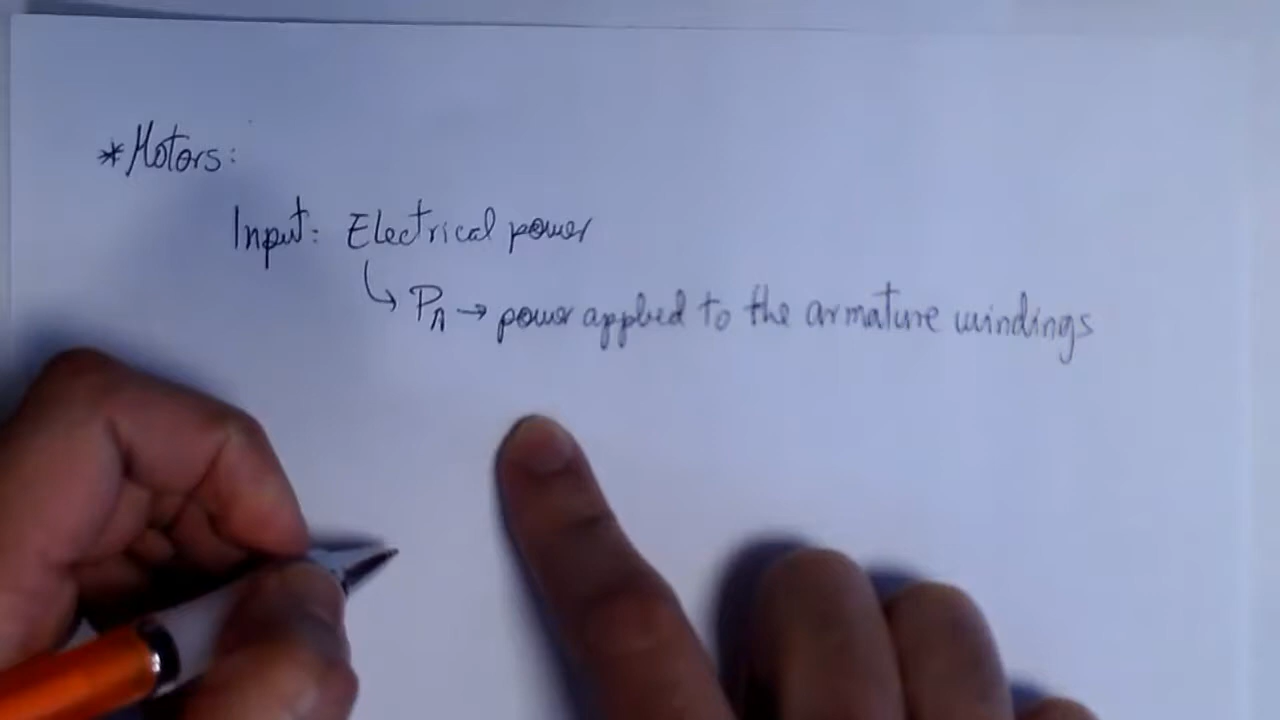 *Motors:
Input: Electrical power
↳ PA → power applied to the armature windings